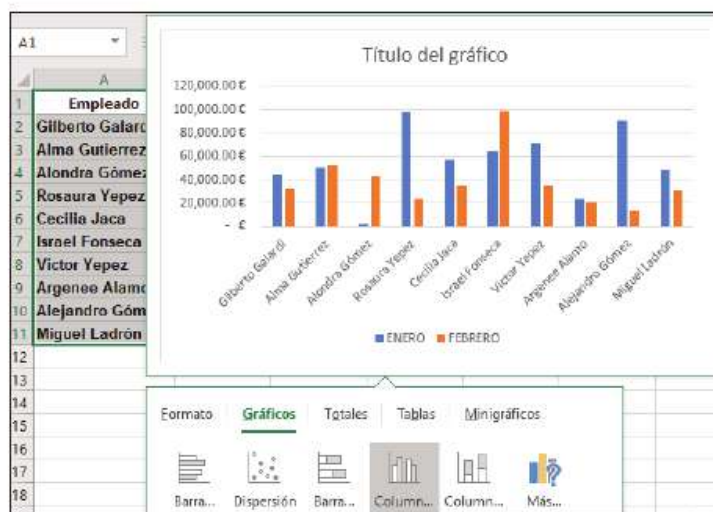 A1
Título del gráfico
120,000.00 €
100,000.00 €
80,000.00 €
60,000.00 €
40,000.00 €
20,000.00 €
- €
Gilberto Galardi
Alma Gutierrez
Alondra Gómez
Rosaura Yepez
Cecilia Jaca
Israel Fonseca
Victor Yepez
Argenee Alamo
Alejandro Gómez
Miguel Ladrón
ENERO FEBRERO
A
1 Empleado
2 Gilberto Galard
3 Alma Gutierrez
4 Alondra Gómez
5 Rosaura Yepez
6 Cecilia Jaca
7 Israel Fonseca
8 Victor Yepez
9 Argenee Alamo
10 Alejandro Góm
11 Miguel Ladrón
12
13
14
15
16
17
18
Formato Gráficos Totales Tablas Minigráficos
Barra... Dispersión Barra... Column... Column... Más...